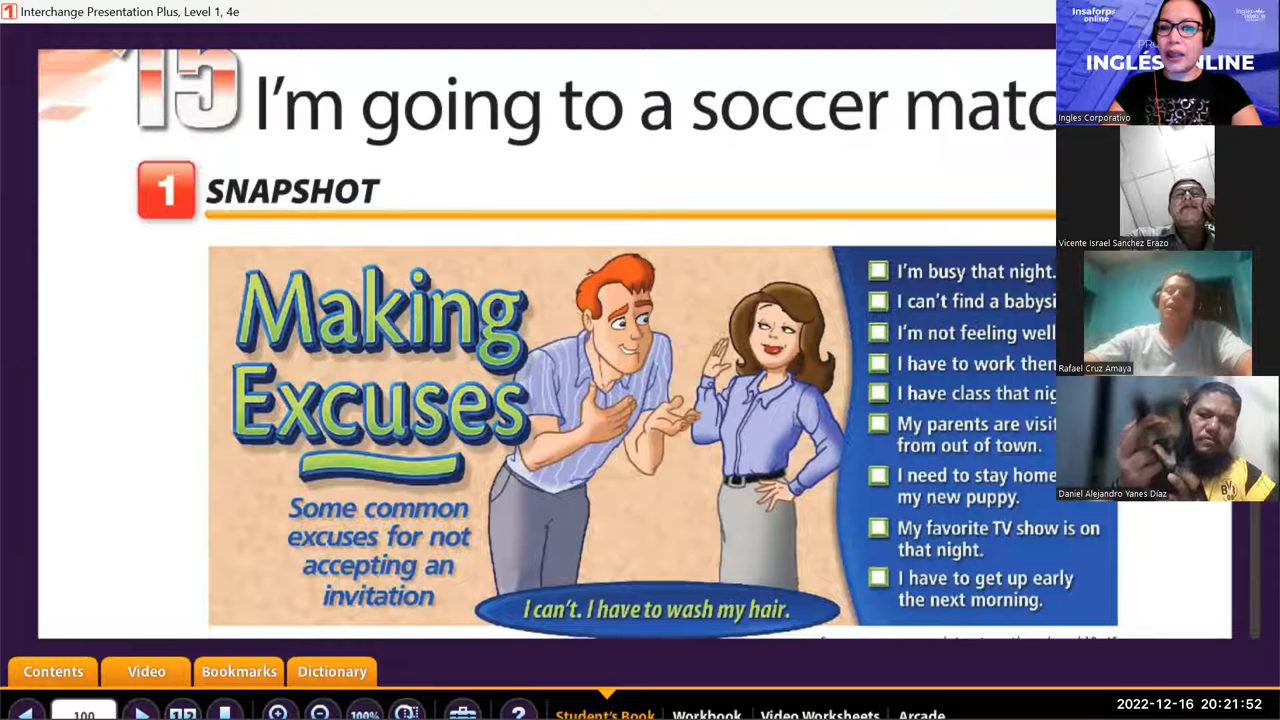 Interchange Presentation Plus, Level 1, 4e
15 I'm going to a soccer
1 SNAPSHOT
Making
Excuses
Some common
excuses for not
accepting an
invitation
I can't. I have to wash my hair.
I'm busy that night.
I can't find a
I'm not feeling well
I have to work
I have class that
My parents are
from out of town.
I need to stay home
my new puppy.
My favorite TV show is on
that night.
I have to get up early
the next morning.
Insaforp
online
INGLÉS ONLINE
Ingles Corporativo
Vicente Israel Sanchez Erazo
Rafael Cruz Amaya
Daniel Alejandro Yanes Díaz
Contents
Video
Bookmarks
Dictionary
100
100%
?
Student's Book
Workbook
Video Worksheets
Arcade
2022-12-16 20:21:52